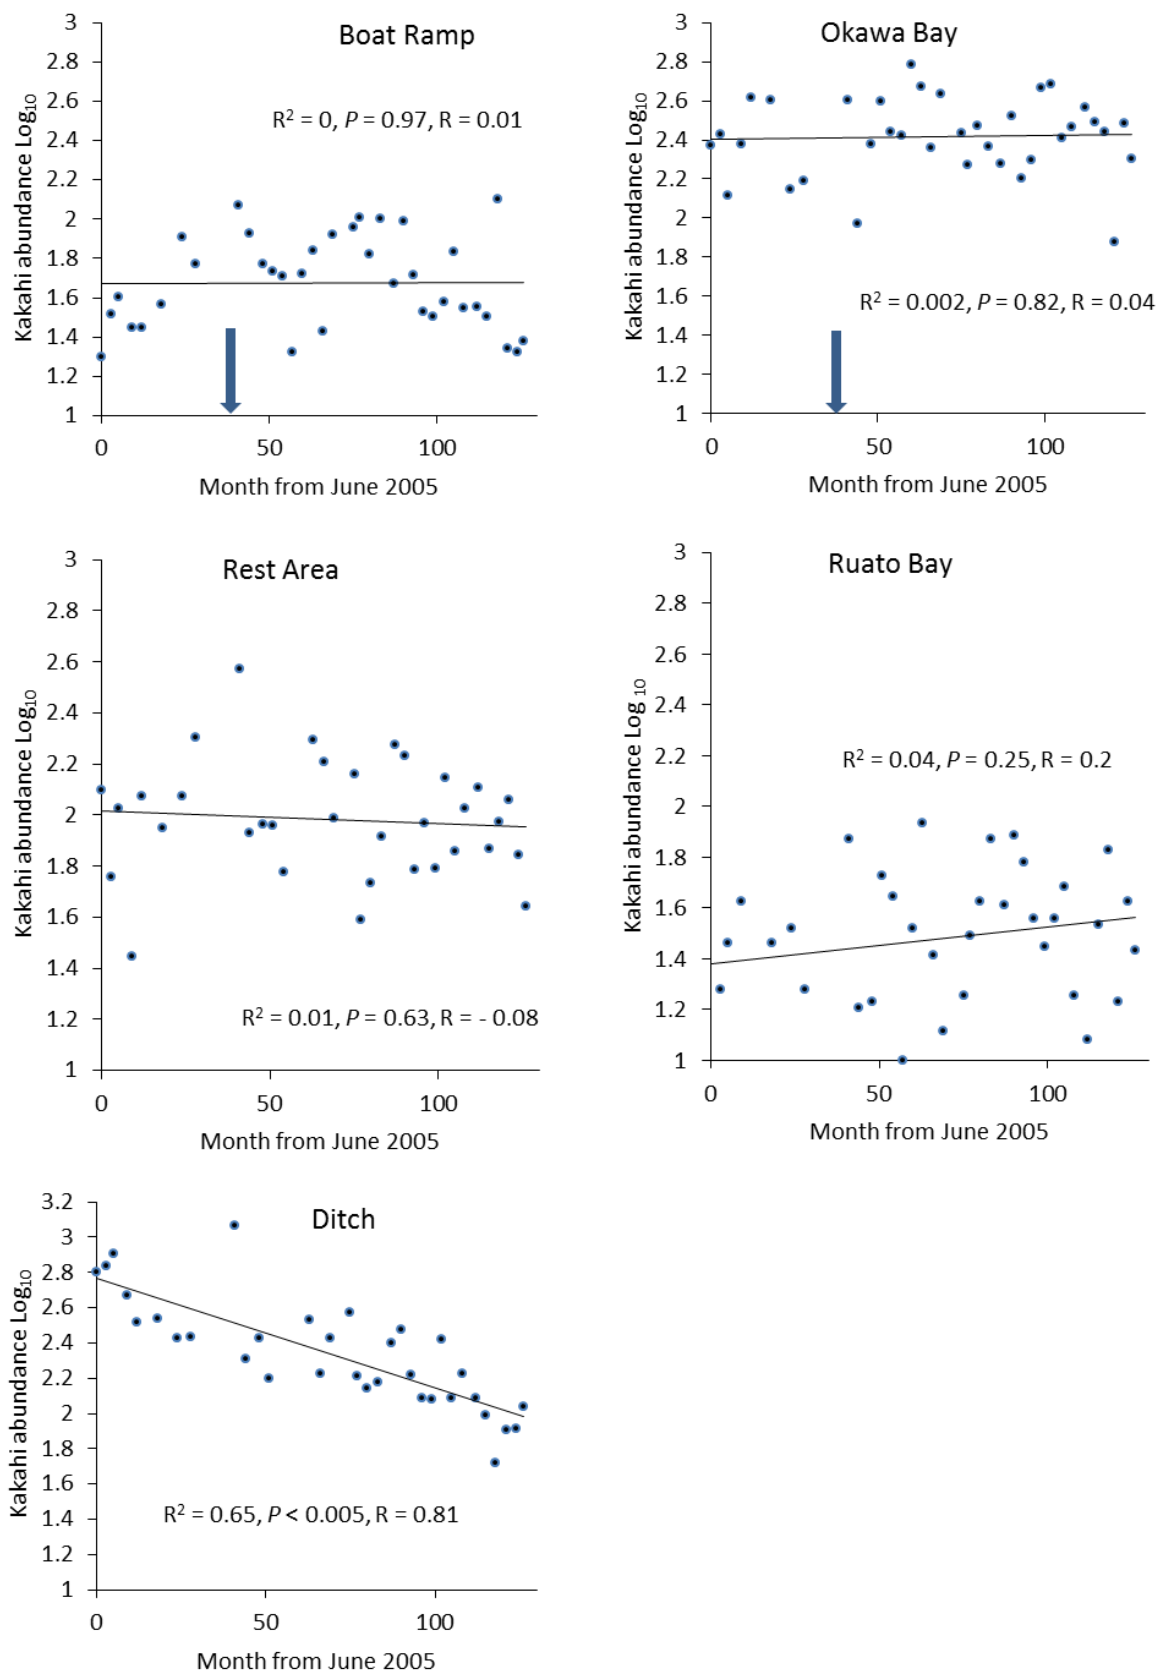 Boat Ramp
Kakahi abundance Log10
3
2.8
2.6
2.4
2.2
2
1.8
1.6
1.4
1.2
1
R2 = 0, P = 0.97, R = 0.01
0 50 100
Month from June 2005
Okawa Bay
Kakahi abundance Log10
3
2.8
2.6
2.4
2.2
2
1.8
1.6
1.4
1.2
1
R2 = 0.002, P = 0.82, R = 0.04
0 50 100
Month from June 2005
Rest Area
Kakahi abundance Log10
3
2.8
2.6
2.4
2.2
2
1.8
1.6
1.4
1.2
1
R2 = 0.01, P = 0.63, R = - 0.08
0 50 100
Month from June 2005
Ruato Bay
Kakahi abundance Log 10
3
2.8
2.6
2.4
2.2
2
1.8
1.6
1.4
1.2
1
R2 = 0.04, P = 0.25, R = 0.2
0 50 100
Month from June 2005
Ditch
Kakahi abundance Log10
3.2
3
2.8
2.6
2.4
2.2
2
1.8
1.6
1.4
1.2
1
R2 = 0.65, P < 0.005, R = 0.81
0 50 100
Month from June 2005